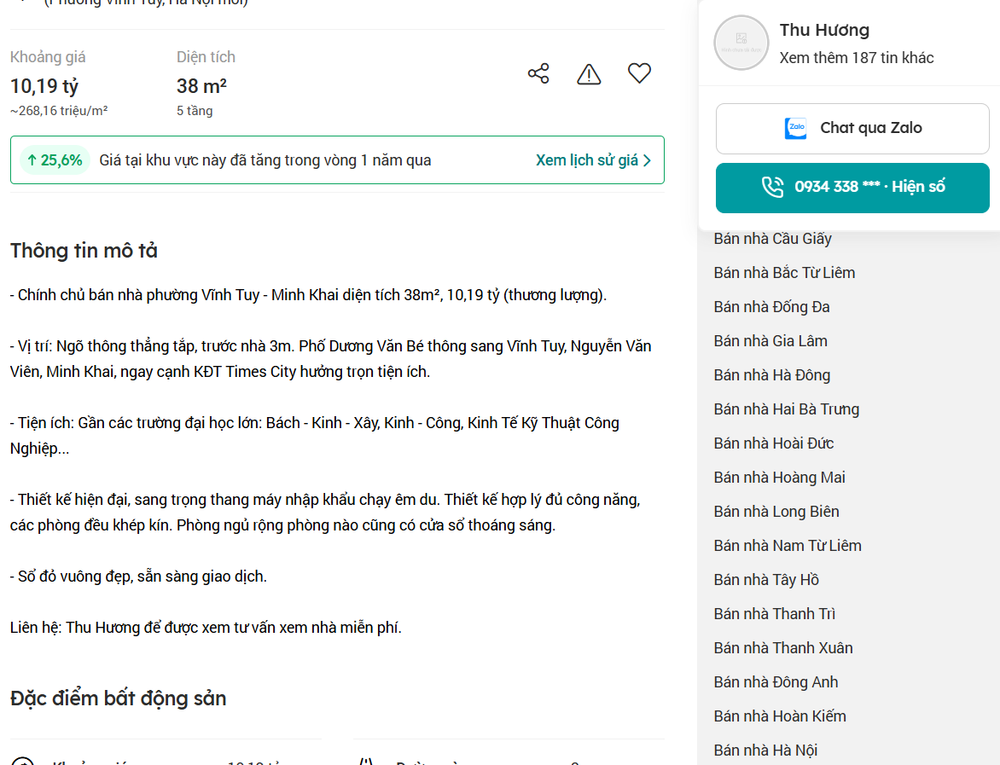 (Phường Vĩnh Tuy, Hà Nội mới)
Khoảng giá
Diện tích
10,19 tỷ
38 m²
~268,16 triệu/m²
5 tầng
25,6%
Giá tại khu vực này đã tăng trong vòng 1 năm qua
Xem lịch sử giá
Thông tin mô tả
- Chính chủ bán nhà phường Vĩnh Tuy - Minh Khai diện tích 38m², 10,19 tỷ (thương lượng).
- Vị trí: Ngõ thông thẳng tắp, trước nhà 3m. Phố Dương Văn Bé thông sang Vĩnh Tuy, Nguyễn Văn
Viên, Minh Khai, ngay cạnh KĐT Times City hưởng trọn tiện ích.
- Tiện ích: Gần các trường đại học lớn: Bách - Kinh - Xây, Kinh - Công, Kinh Tế Kỹ Thuật Công
Nghiệp...
- Thiết kế hiện đại, sang trọng thang máy nhập khẩu chạy êm du. Thiết kế hợp lý đủ công năng,
các phòng đều khép kín. Phòng ngủ rộng phòng nào cũng có cửa sổ thoáng sáng.
- Sổ đỏ vuông đẹp, sẵn sàng giao dịch.
Liên hệ: Thu Hương để được xem tư vấn xem nhà miễn phí.
Đặc điểm bất động sản
Thu Hương
Xem thêm 187 tin khác
Chat qua Zalo
Zalo
0934 338 *** · Hiện số
Bán nhà Cầu Giấy
Bán nhà Bắc Từ Liêm
Bán nhà Đống Đa
Bán nhà Gia Lâm
Bán nhà Hà Đông
Bán nhà Hai Bà Trưng
Bán nhà Hoài Đức
Bán nhà Hoàng Mai
Bán nhà Long Biên
Bán nhà Nam Từ Liêm
Bán nhà Tây Hồ
Bán nhà Thanh Trì
Bán nhà Thanh Xuân
Bán nhà Đông Anh
Bán nhà Hoàn Kiếm
Bán nhà Hà Nội